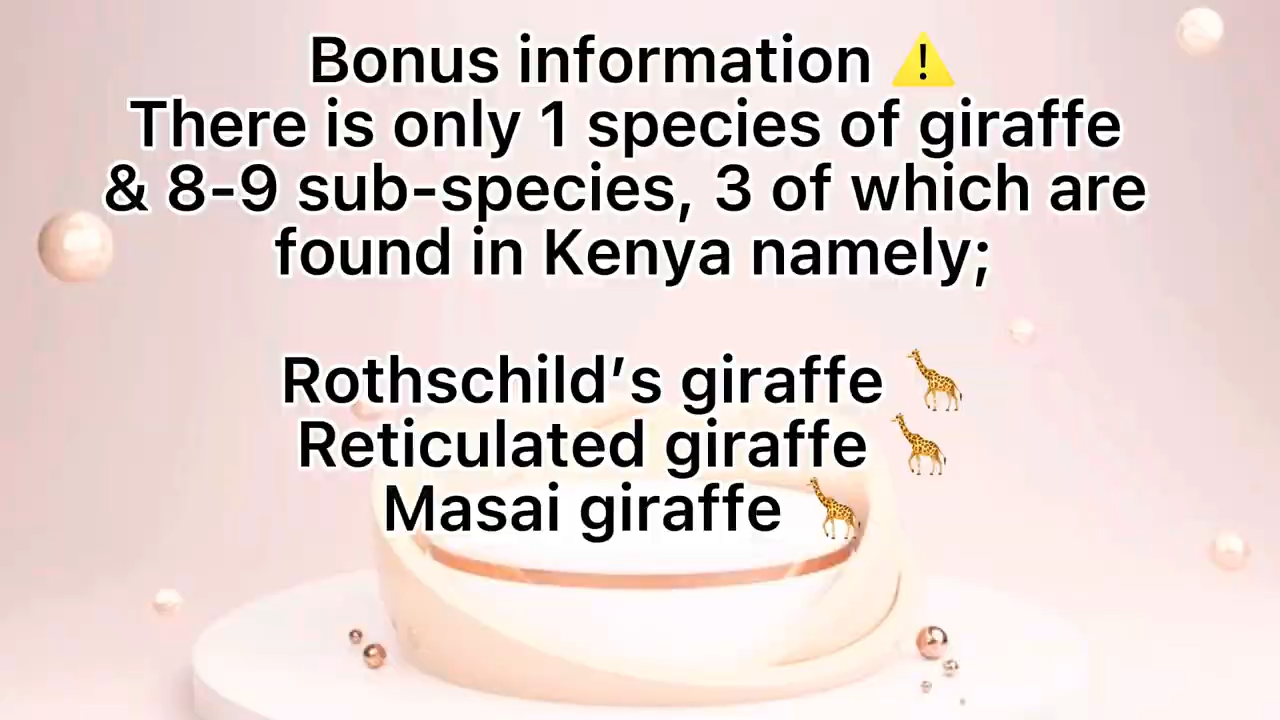 Bonus information ⚠️
There is only 1 species of giraffe
& 8-9 sub-species, 3 of which are
found in Kenya namely;
Rothschild’s giraffe 🦒
Reticulated giraffe 🦒
Masai giraffe 🦒